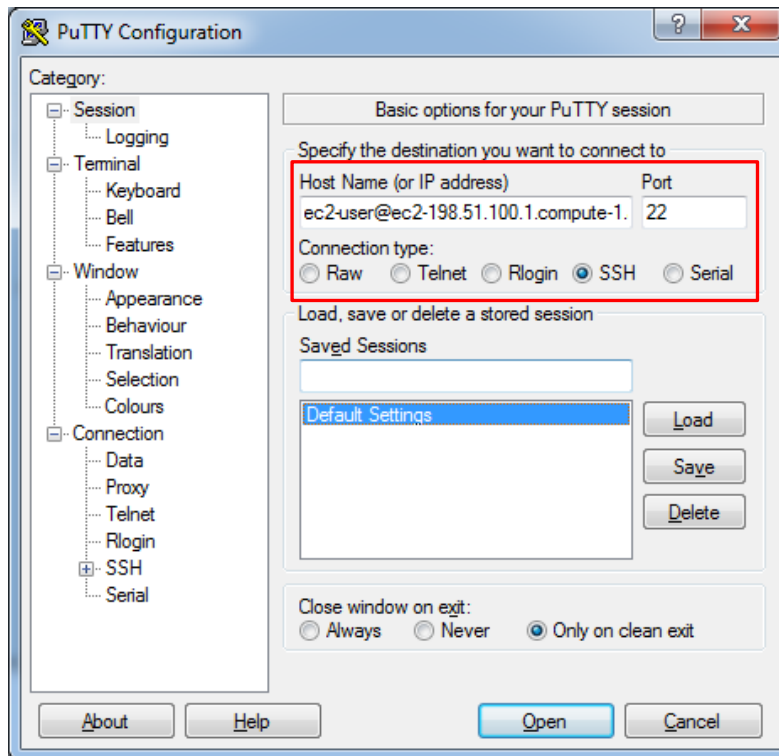 PuTTY Configuration
Category:
Session
Logging
Terminal
Keyboard
Bell
Features
Window
Appearance
Behaviour
Translation
Selection
Colours
Connection
Data
Proxy
Telnet
Rlogin
SSH
Serial
Basic options for your PuTTY session
Specify the destination you want to connect to
Host Name (or IP address) Port
ec2-user@ec2-198.51.100.1.compute-1. 22
Connection type:
Raw Telnet Rlogin SSH Serial
Load, save or delete a stored session
Saved Sessions
Default Settings
Load
Save
Delete
Close window on exit:
Always Never Only on clean exit
About Help Open Cancel